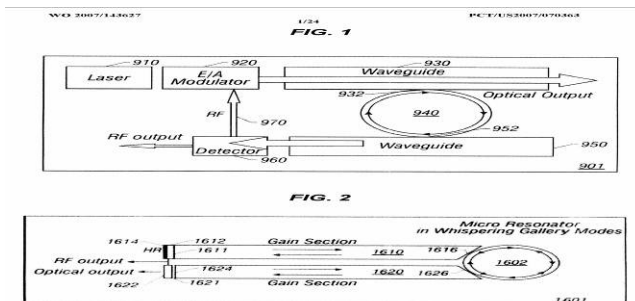 WO 2007/143627 PCT/US2007/070363
1/24
FIG. 1
910 920 930
Laser E/A Modulator Waveguide
932 Optical Output
RF 970 940
RF output 952
Detector Waveguide 950
960 901
FIG. 2
Micro Resonator
in Whispering Gallery Modes
1614 1612 Gain Section
HR 1611 1610 1616
RF output 1602
Optical output 1624 1620 1626
1622 1621 Gain Section
1601